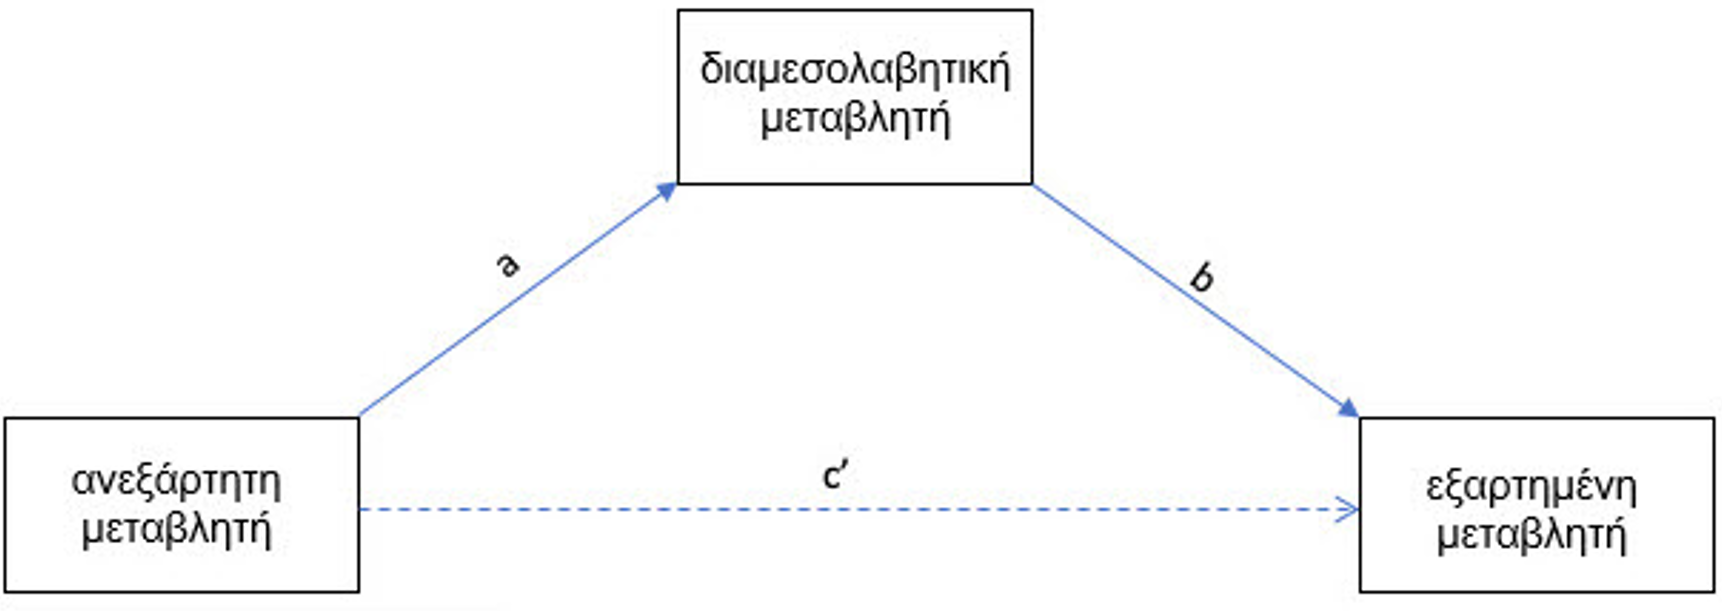 διαμεσολαβητική
μεταβλητή
a
b
c’
ανεξάρτητη
μεταβλητή
εξαρτημένη
μεταβλητή